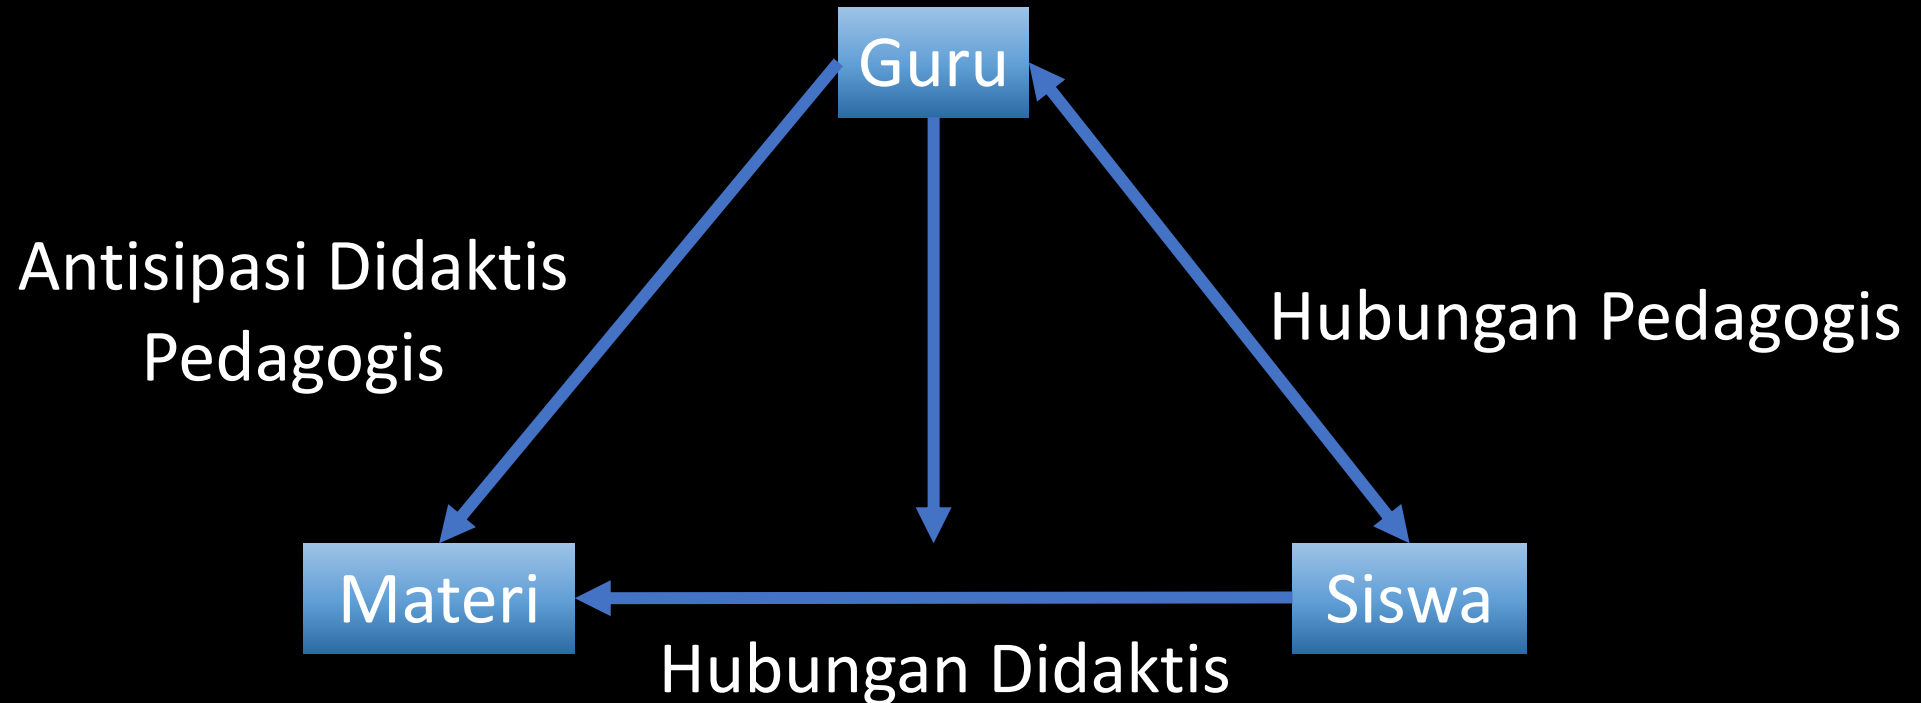 Guru
Antisipasi Didaktis
Pedagogis
Hubungan Pedagogis
Materi
Siswa
Hubungan Didaktis